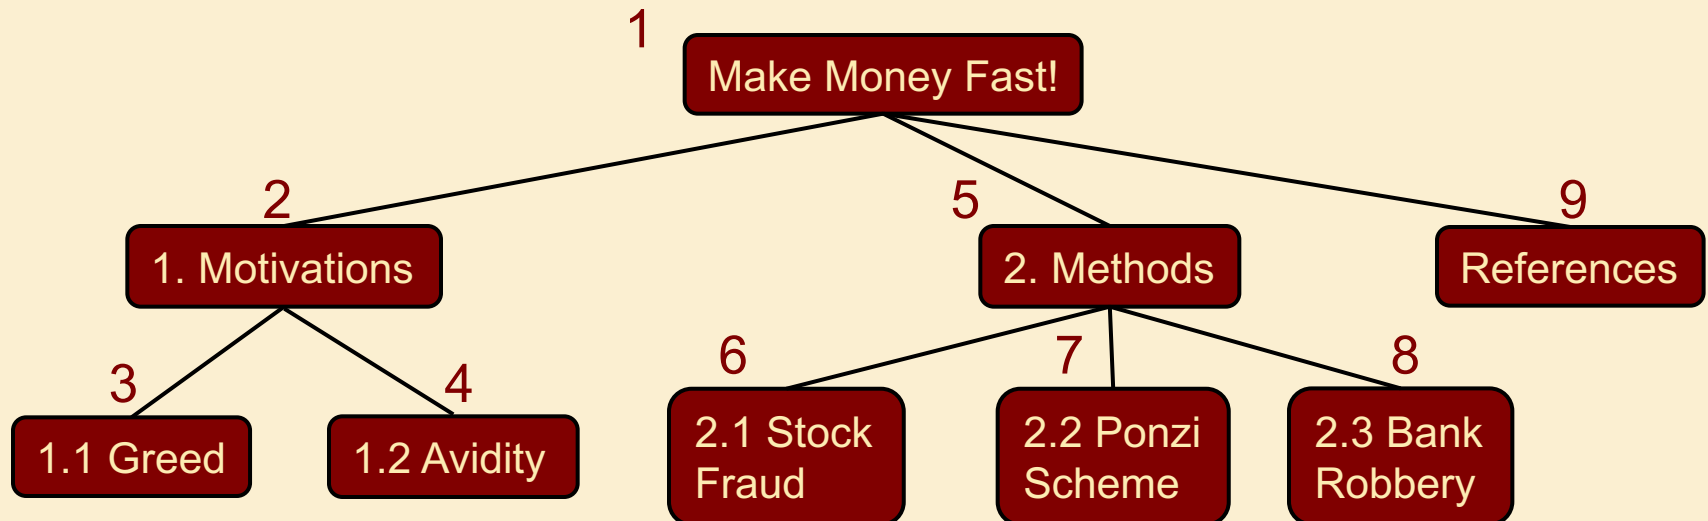 1
Make Money Fast!
2
5
9
1. Motivations
2. Methods
References
3
4
6
7
8
1.1 Greed
1.2 Avidity
2.1 Stock
Fraud
2.2 Ponzi
Scheme
2.3 Bank
Robbery